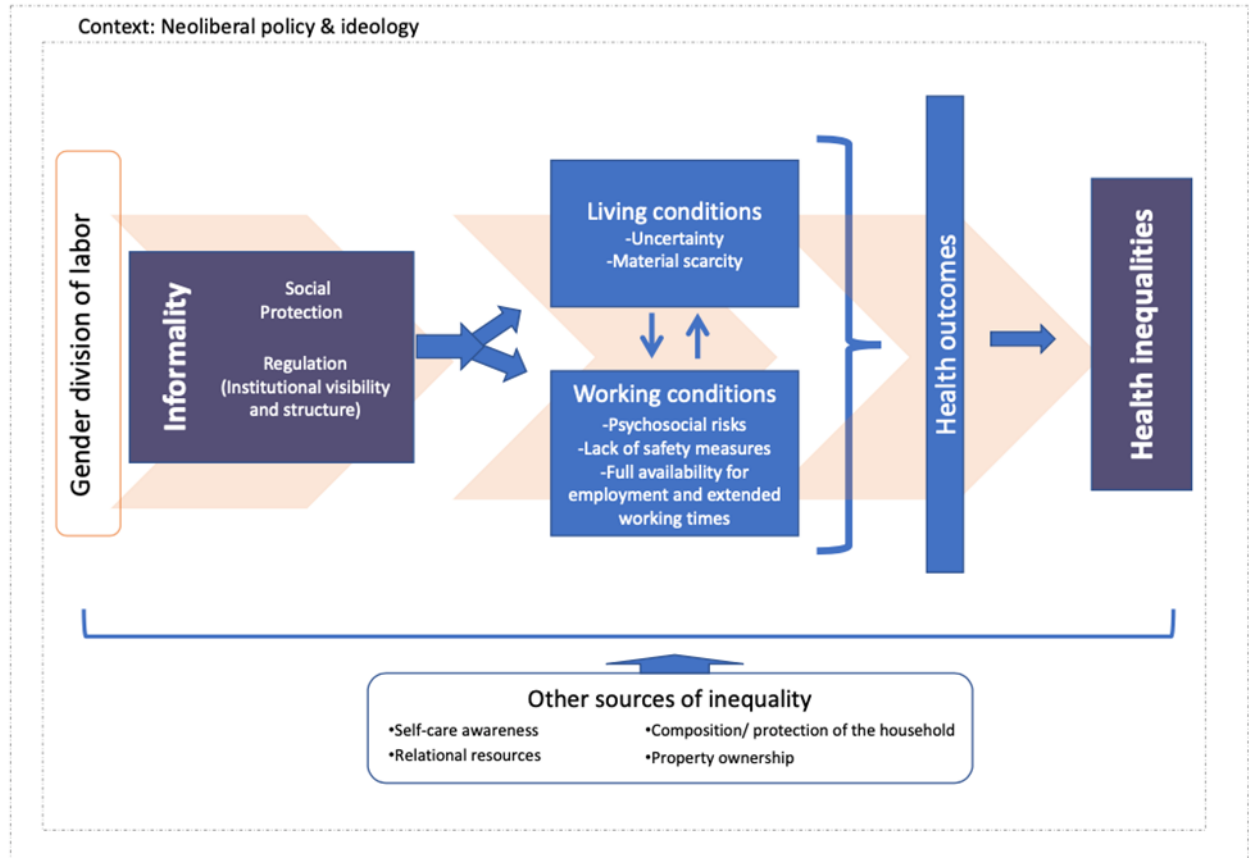 Context: Neoliberal policy & ideology
Gender division of labor
Informality
Social
Protection
Regulation
(Institutional visibility
and structure)
Living conditions
-Uncertainty
-Material scarcity
Working conditions
-Psychosocial risks
-Lack of safety measures
-Full availability for
employment and extended
working times
Health outcomes
Health inequalities
Other sources of inequality
•Self-care awareness
•Relational resources
•Composition/ protection of the household
•Property ownership